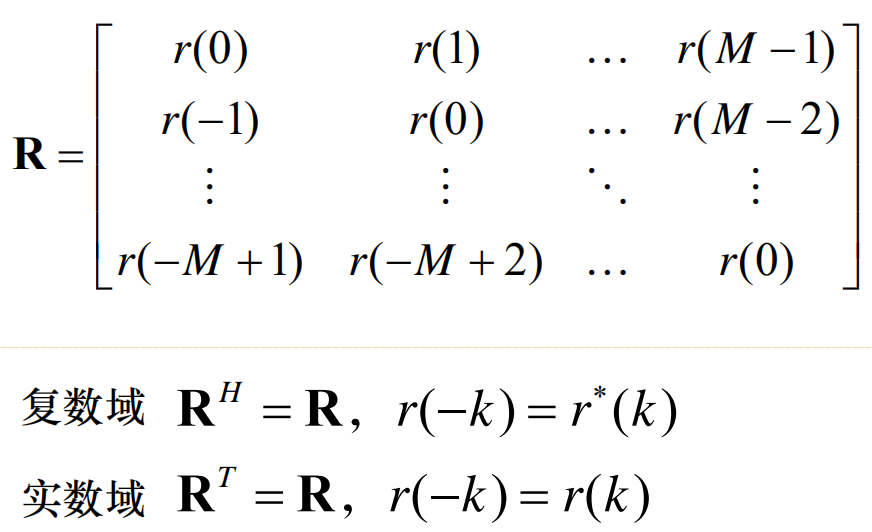 r(0) r(1) … r(M − 1)
r(−1) r(0) … r(M − 2)
R =
⋮ ⋮ ⋱ ⋮
r(−M + 1) r(−M + 2) … r(0)
复数域 R^H = R, r(−k) = r^*(k)
实数域 R^T = R, r(−k) = r(k)